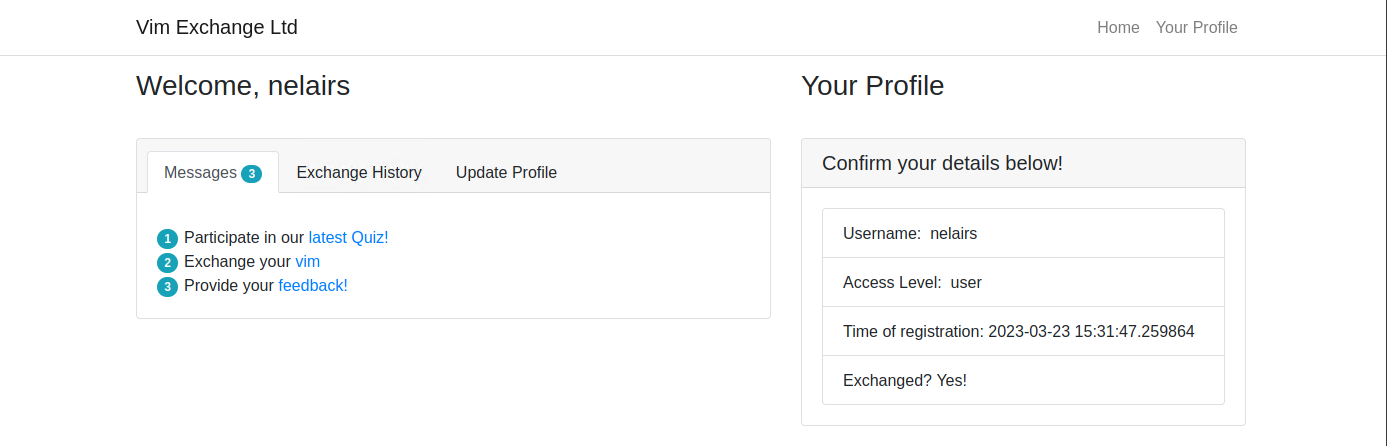 Vim Exchange Ltd
Home Your Profile
Welcome, nelairs
Messages 3 Exchange History Update Profile
1 Participate in our latest Quiz!
2 Exchange your vim
3 Provide your feedback!
Your Profile
Confirm your details below!
Username: nelairs
Access Level: user
Time of registration: 2023-03-23 15:31:47.259864
Exchanged? Yes!